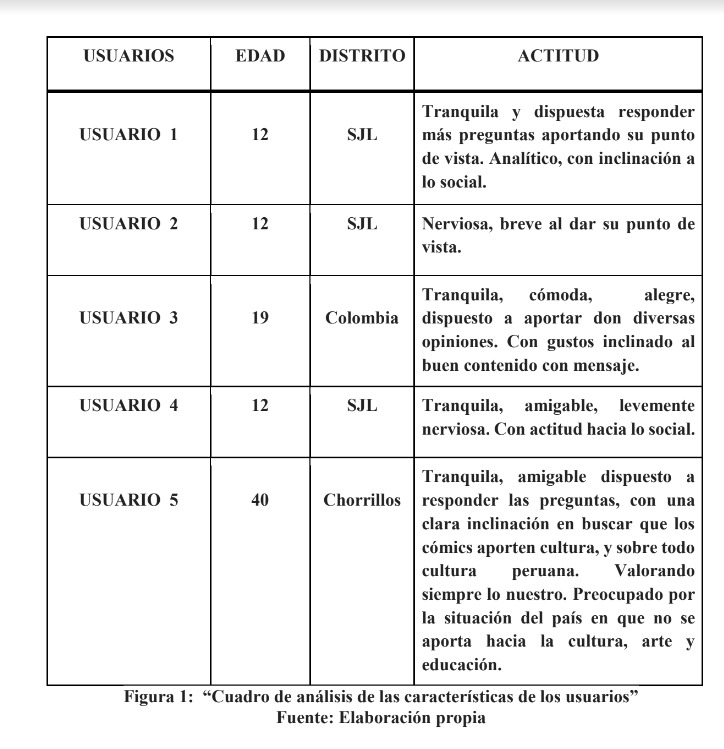 USUARIOS EDAD DISTRITO ACTITUD
USUARIO 1 12 SJL
Tranquila y dispuesta responder
más preguntas aportando su punto
de vista. Analítico, con inclinación a
lo social.
USUARIO 2 12 SJL
Nerviosa, breve al dar su punto de
vista.
USUARIO 3 19 Colombia
Tranquila, cómoda, alegre,
dispuesto a aportar don diversas
opiniones. Con gustos inclinado al
buen contenido con mensaje.
USUARIO 4 12 SJL
Tranquila, amigable, levemente
nerviosa. Con actitud hacia lo social.
USUARIO 5 40 Chorrillos
Tranquila, amigable dispuesto a
responder las preguntas, con una
clara inclinación en buscar que los
cómics aporten cultura, y sobre todo
cultura peruana. Valorando
siempre lo nuestro. Preocupado por
la situación del país en que no se
aporta hacia la cultura, arte y
educación.
Figura 1: “Cuadro de análisis de las características de los usuarios”
Fuente: Elaboración propia